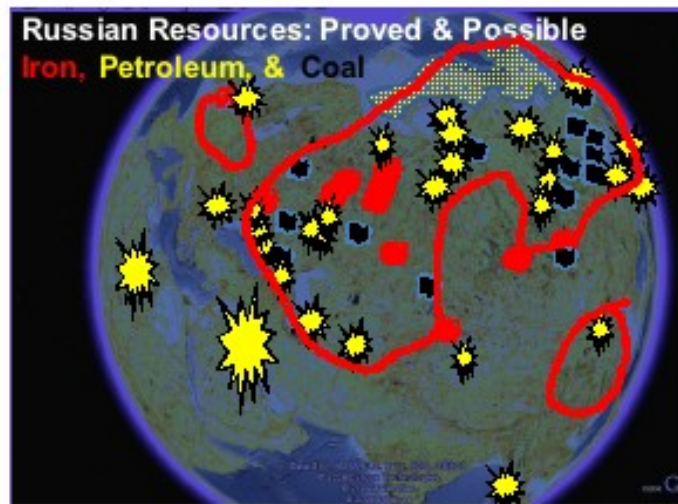 Russian Resources: Proved & Possible
Iron, Petroleum, & Coal